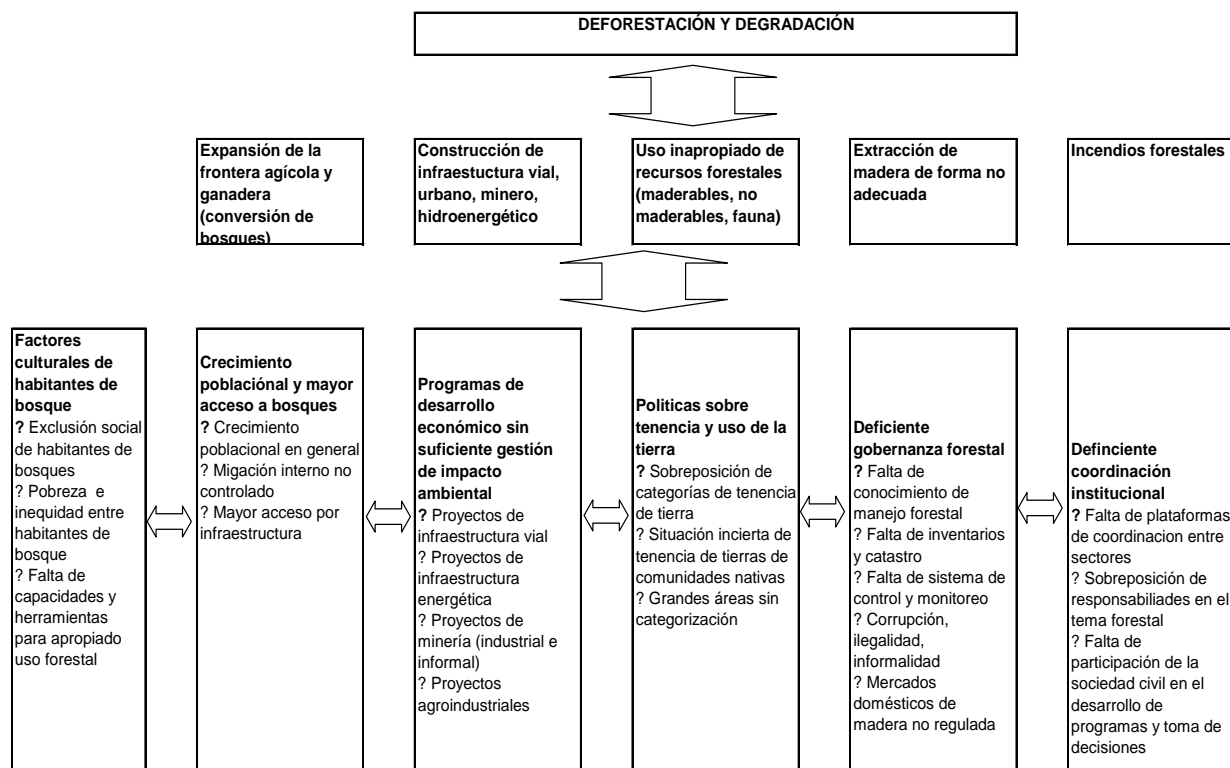 DEFORESTACIÓN Y DEGRADACIÓN
Expansión de la
frontera agícola y
ganadera
(conversión de
bosques)
Construcción de
infraestuctura vial,
urbano, minero,
hidroenergético
Uso inapropiado de
recursos forestales
(maderables, no
maderables, fauna)
Extracción de
madera de forma no
adecuada
Incendios forestales
Factores
culturales de
habitantes de
bosque
? Exclusión social
de habitantes de
bosques
? Pobreza e
inequidad entre
habitantes de
bosque
? Falta de
capacidades y
herramientas
para apropiado
uso forestal
Crecimiento
poblaciónal y mayor
acceso a bosques
? Crecimiento
poblacional en general
? Migación interno no
controlado
? Mayor acceso por
infraestructura
Programas de
desarrollo
económico sin
suficiente gestión
de impacto
ambiental
? Proyectos de
infraestructura vial
? Proyectos de
infraestructura
energética
? Proyectos de
minería (industrial e
informal)
? Proyectos
agroindustriales
Politicas sobre
tenencia y uso de la
tierra
? Sobreposición de
categorías de tenencia
de tierra
? Situación incierta de
tenencia de tierras de
comunidades nativas
? Grandes áreas sin
categorización
Deficiente
gobernanza forestal
? Falta de
conocimiento de
manejo forestal
? Falta de inventarios
y catastro
? Falta de sistema de
control y monitoreo
? Corrupción,
ilegalidad,
informalidad
? Mercados
domésticos de
madera no regulada
Definciente
coordinación
institucional
? Falta de plataformas
de coordinacion entre
sectores
? Sobreposición de
responsabiliades en el
tema forestal
? Falta de
participación de la
sociedad civil en el
desarrollo de
programas y toma de
decisiones